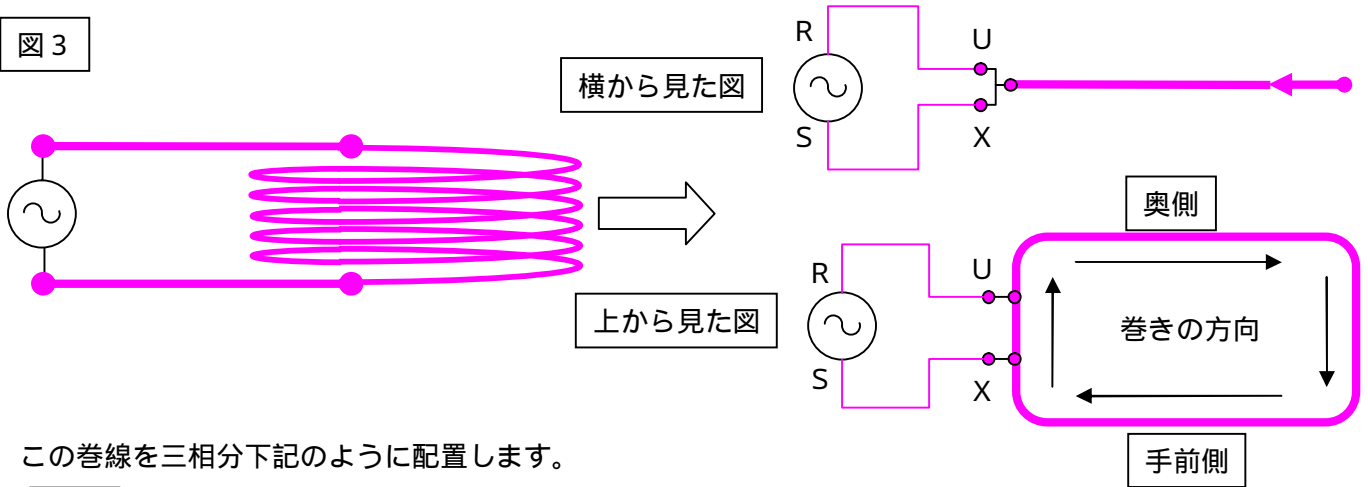 図３
横から見た図
R
S
U
X
上から見た図
R
S
U
X
奥側
巻きの方向
手前側
この巻線を三相分下記のように配置します。